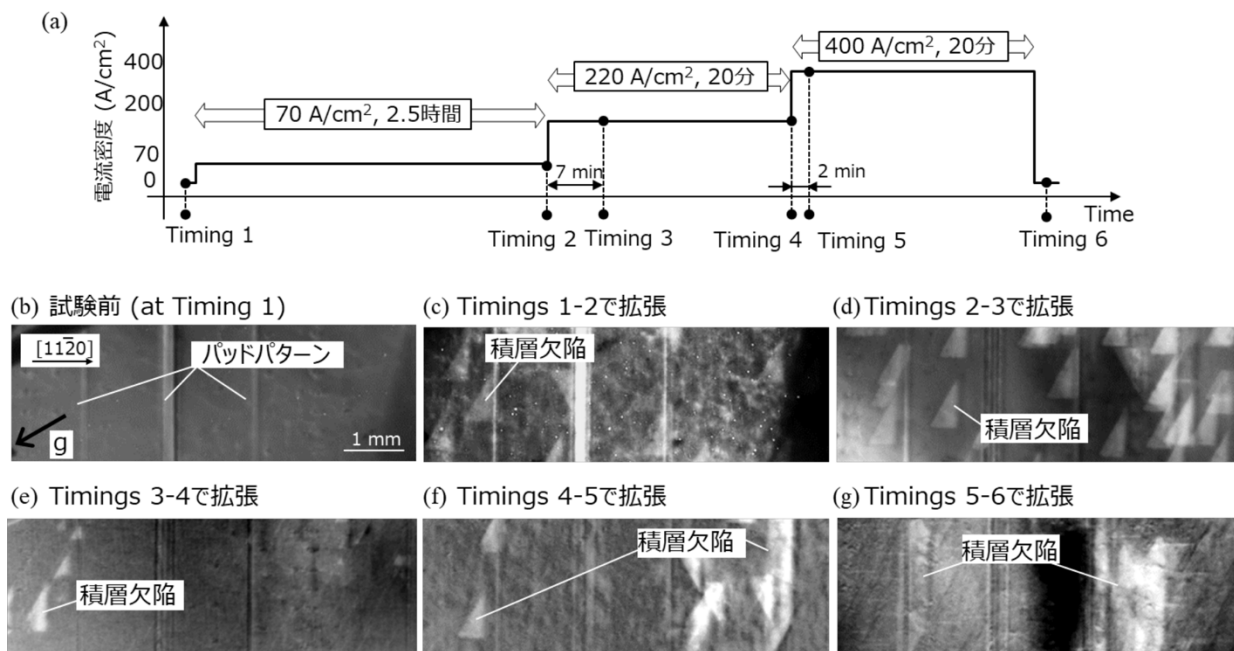 (a)
電流密度 (A/cm²)
400
200
70
0
70 A/cm², 2.5時間
220 A/cm², 20分
400 A/cm², 20分
7 min
2 min
Time
Timing 1
Timing 2
Timing 3
Timing 4
Timing 5
Timing 6
(b) 試験前 (at Timing 1)
[112̄0]
パッドパターン
g
1 mm
(c) Timings 1-2で拡張
積層欠陥
(d) Timings 2-3で拡張
積層欠陥
(e) Timings 3-4で拡張
積層欠陥
(f) Timings 4-5で拡張
積層欠陥
(g) Timings 5-6で拡張
積層欠陥